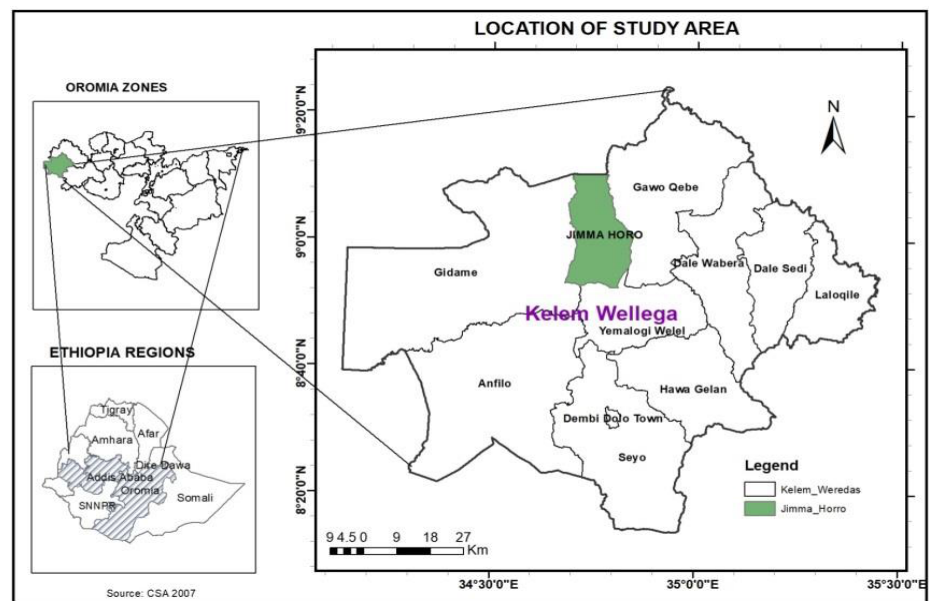 LOCATION OF STUDY AREA
OROMIA ZONES
ETHIOPIA REGIONS
Tigray
Afar
Amhara
Dire Dawa
Addis Ababa
Oromia
Somali
SNNPR
Source: CSA 2007
9°20'0"N
9°0'0"N
8°40'0"N
8°20'0"N
N
Gawo Qebe
JIMMA HORO
Gidame
Dale Wabera
Dale Sedi
Laloqile
Kelem Wellega
Yemalogi Welel
Anfilo
Hawa Gelan
Dembi Dolo Town
Seyo
Legend
Kelem_Weredas
Jimma_Horro
9 4.5 0 9 18 27
Km
34°30'0"E
35°0'0"E
35°30'0"E